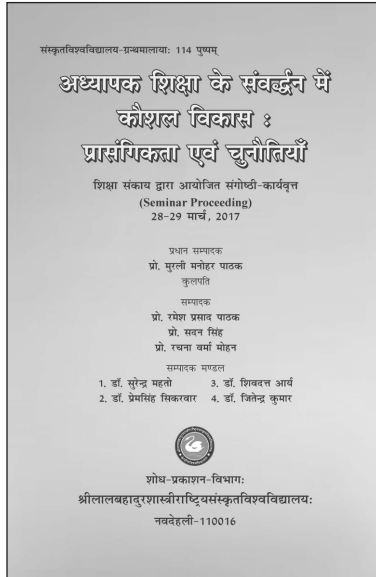 संस्कृतविश्वविद्यालय-ग्रन्थमालायाः 114 पुष्पम्
अध्यापक शिक्षा के संवर्द्धन में
कौशल विकास :
प्रासंगिकता एवं चुनौतियाँ
शिक्षा संकाय द्वारा आयोजित संगोष्ठी-कार्यवृत्त
(Seminar Proceeding)
28-29 मार्च, 2017
प्रधान सम्पादक
प्रो. मुरली मनोहर पाठक
कुलपति
सम्पादक
प्रो. रमेश प्रसाद पाठक
प्रो. सदन सिंह
प्रो. रचना वर्मा मोहन
सम्पादक मण्डल
1. डॉ. सुरेन्द्र महतो 3. डॉ. शिवदत्त आर्य
2. डॉ. प्रेमसिंह सिकरवार 4. डॉ. जितेन्द्र कुमार
शोध-प्रकाशन-विभागः
श्रीलालबहादुरशास्त्रीराष्ट्रियसंस्कृतविश्वविद्यालयः
नवदेहली-110016